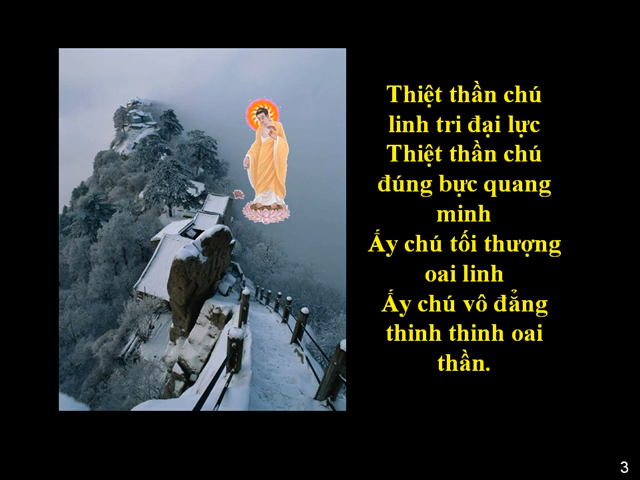 Thiệt thần chú
linh tri đại lực
Thiệt thần chú
đúng bực quang
minh
Ấy chú tối thượng
oai linh
Ấy chú vô đẳng
thinh thinh oai
thần.
3